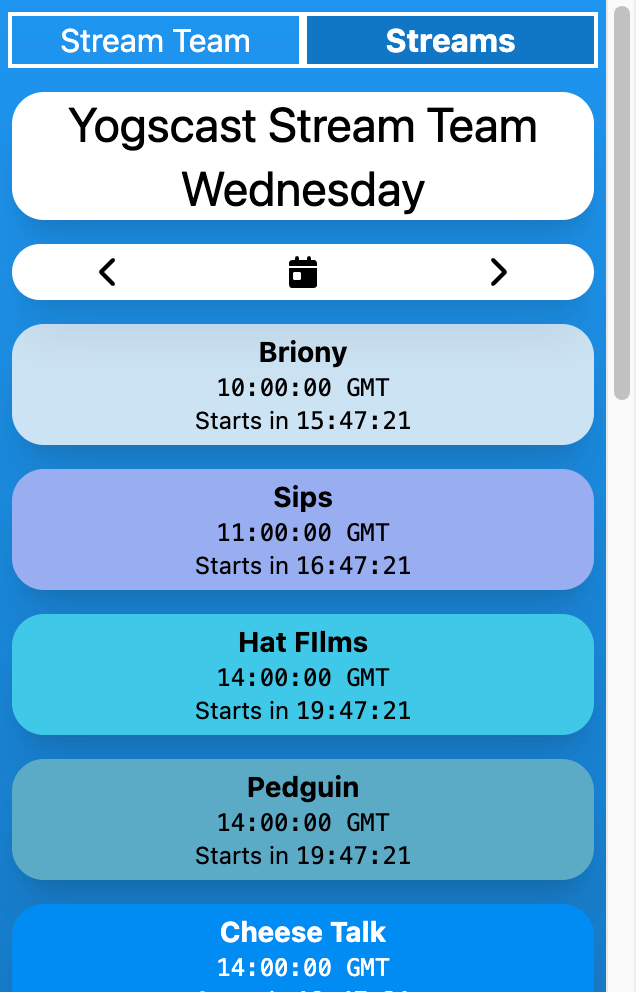 Stream Team
Streams
Yogscast Stream Team
Wednesday
Briony
10:00:00 GMT
Starts in 15:47:21
Sips
11:00:00 GMT
Starts in 16:47:21
Hat FIlms
14:00:00 GMT
Starts in 19:47:21
Pedguin
14:00:00 GMT
Starts in 19:47:21
Cheese Talk
14:00:00 GMT